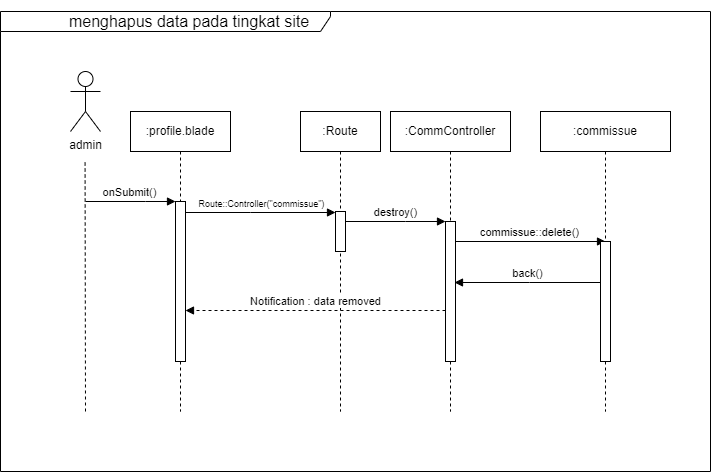 menghapus data pada tingkat site
admin
:profile.blade
:Route
:CommController
:commissue
onSubmit()
Route::Controller("commissue")
destroy()
commissue::delete()
back()
Notification : data removed